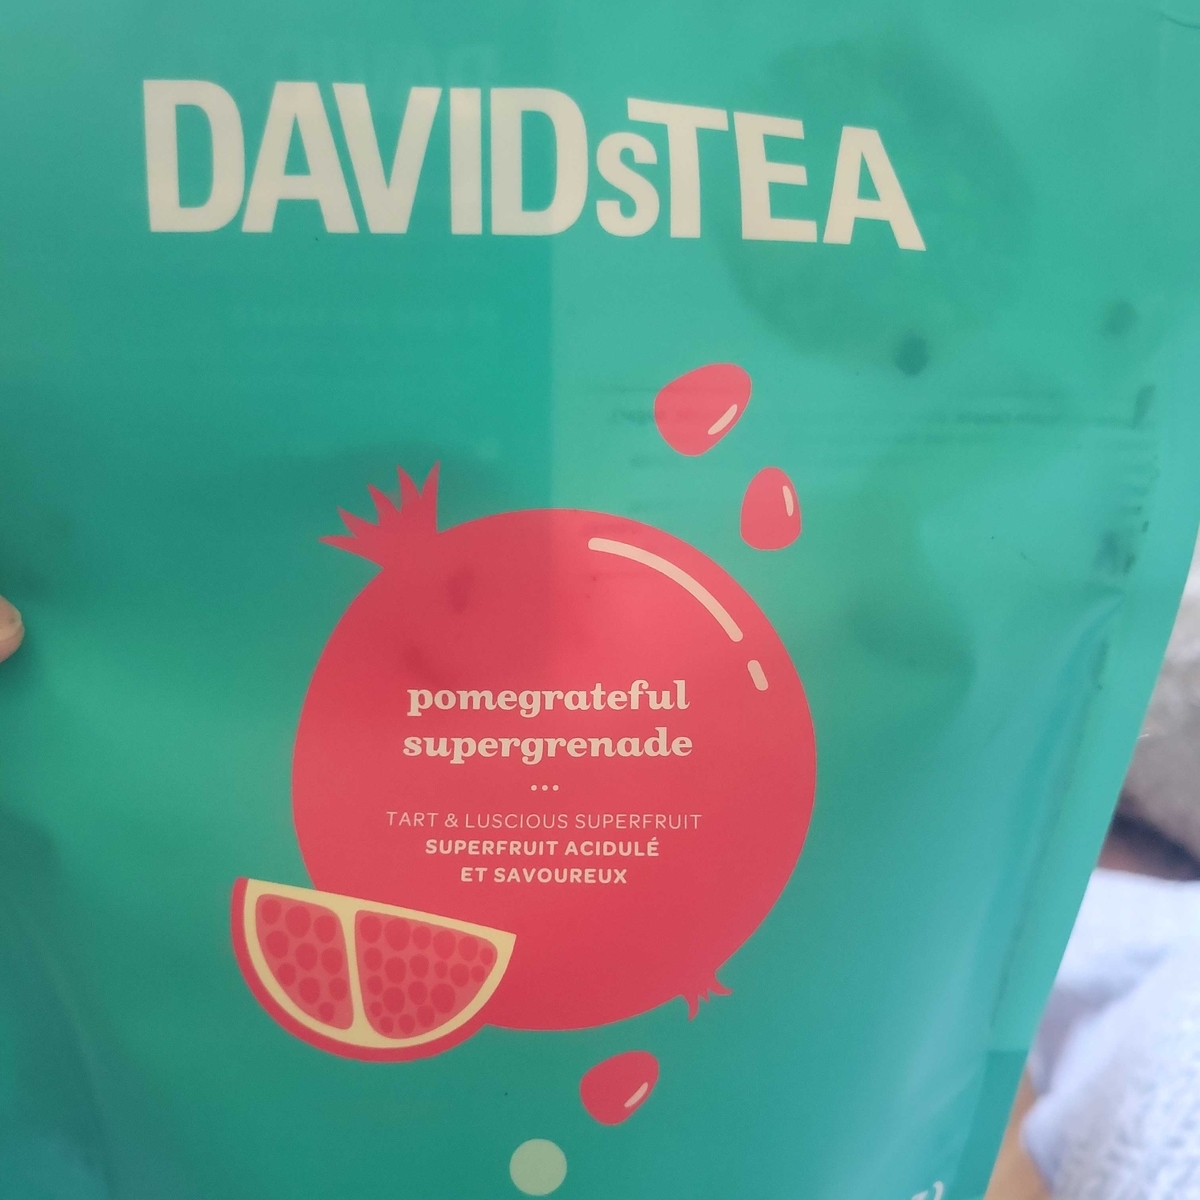 DAVIDsTEA
pomegrateful
supergrenade
...
TART & LUSCIOUS SUPERFRUIT
SUPERFRUIT ACIDULÉ
ET SAVOUREUX